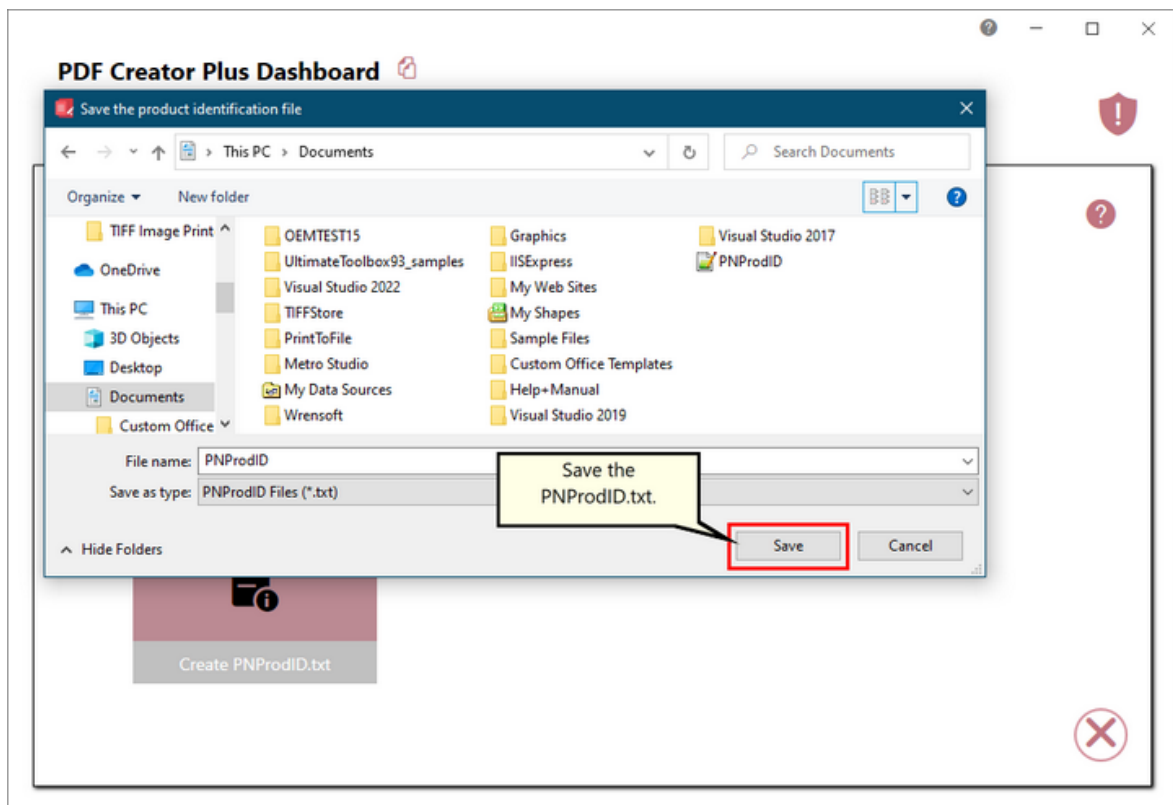 PDF Creator Plus Dashboard
Save the product identification file
This PC > Documents
Search Documents
Organize
New folder
TIFF Image Print
OneDrive
This PC
3D Objects
Desktop
Documents
Custom Office
OEMTEST15
UltimateToolbox93_samples
Visual Studio 2022
TIFFStore
PrintToFile
Metro Studio
My Data Sources
Wrensoft
Graphics
IISExpress
My Web Sites
My Shapes
Sample Files
Custom Office Templates
Help+Manual
Visual Studio 2019
Visual Studio 2017
PNProdID
File name: PNProdID
Save as type: PNProdID Files (*.txt)
Save the
PNProdID.txt.
Hide Folders
Save
Cancel
Create PNProdID.txt